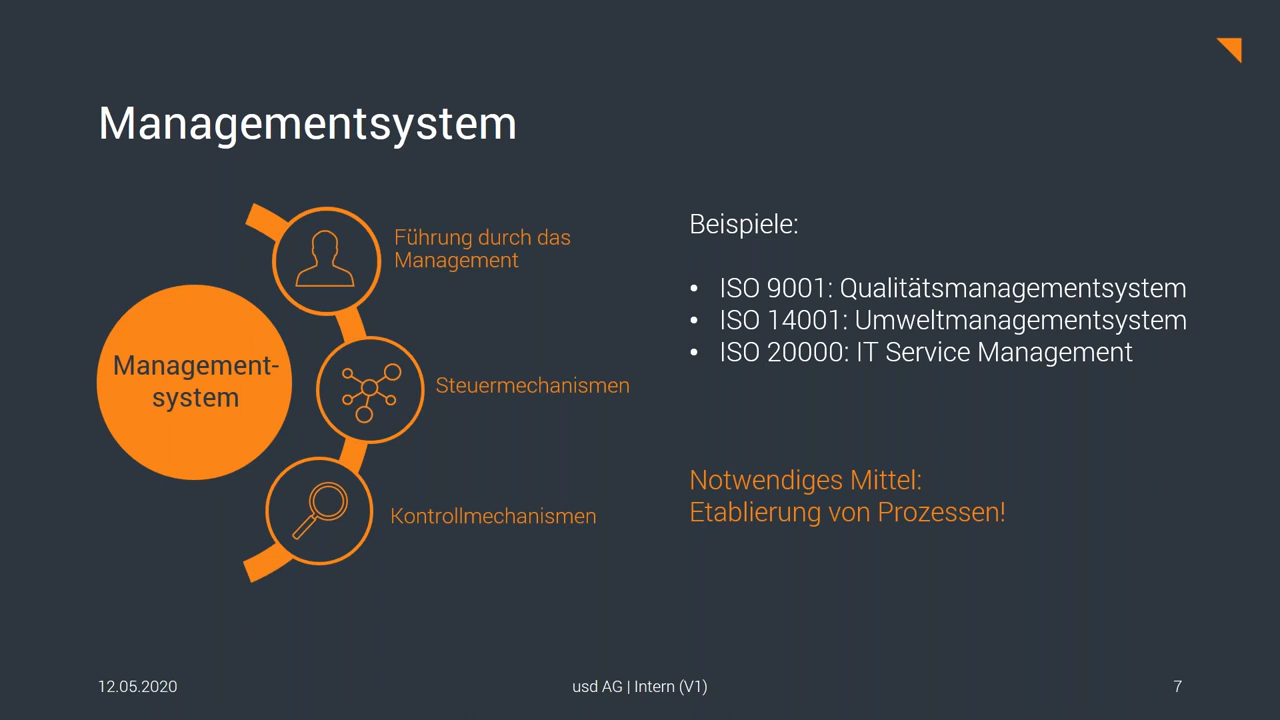 Managementsystem
Management-
system
Führung durch das
Management
Steuermechanismen
Kontrollmechanismen
Beispiele:
• ISO 9001: Qualitätsmanagementsystem
• ISO 14001: Umweltmanagementsystem
• ISO 20000: IT Service Management
Notwendiges Mittel:
Etablierung von Prozessen!
12.05.2020
usd AG | Intern (V1)
7